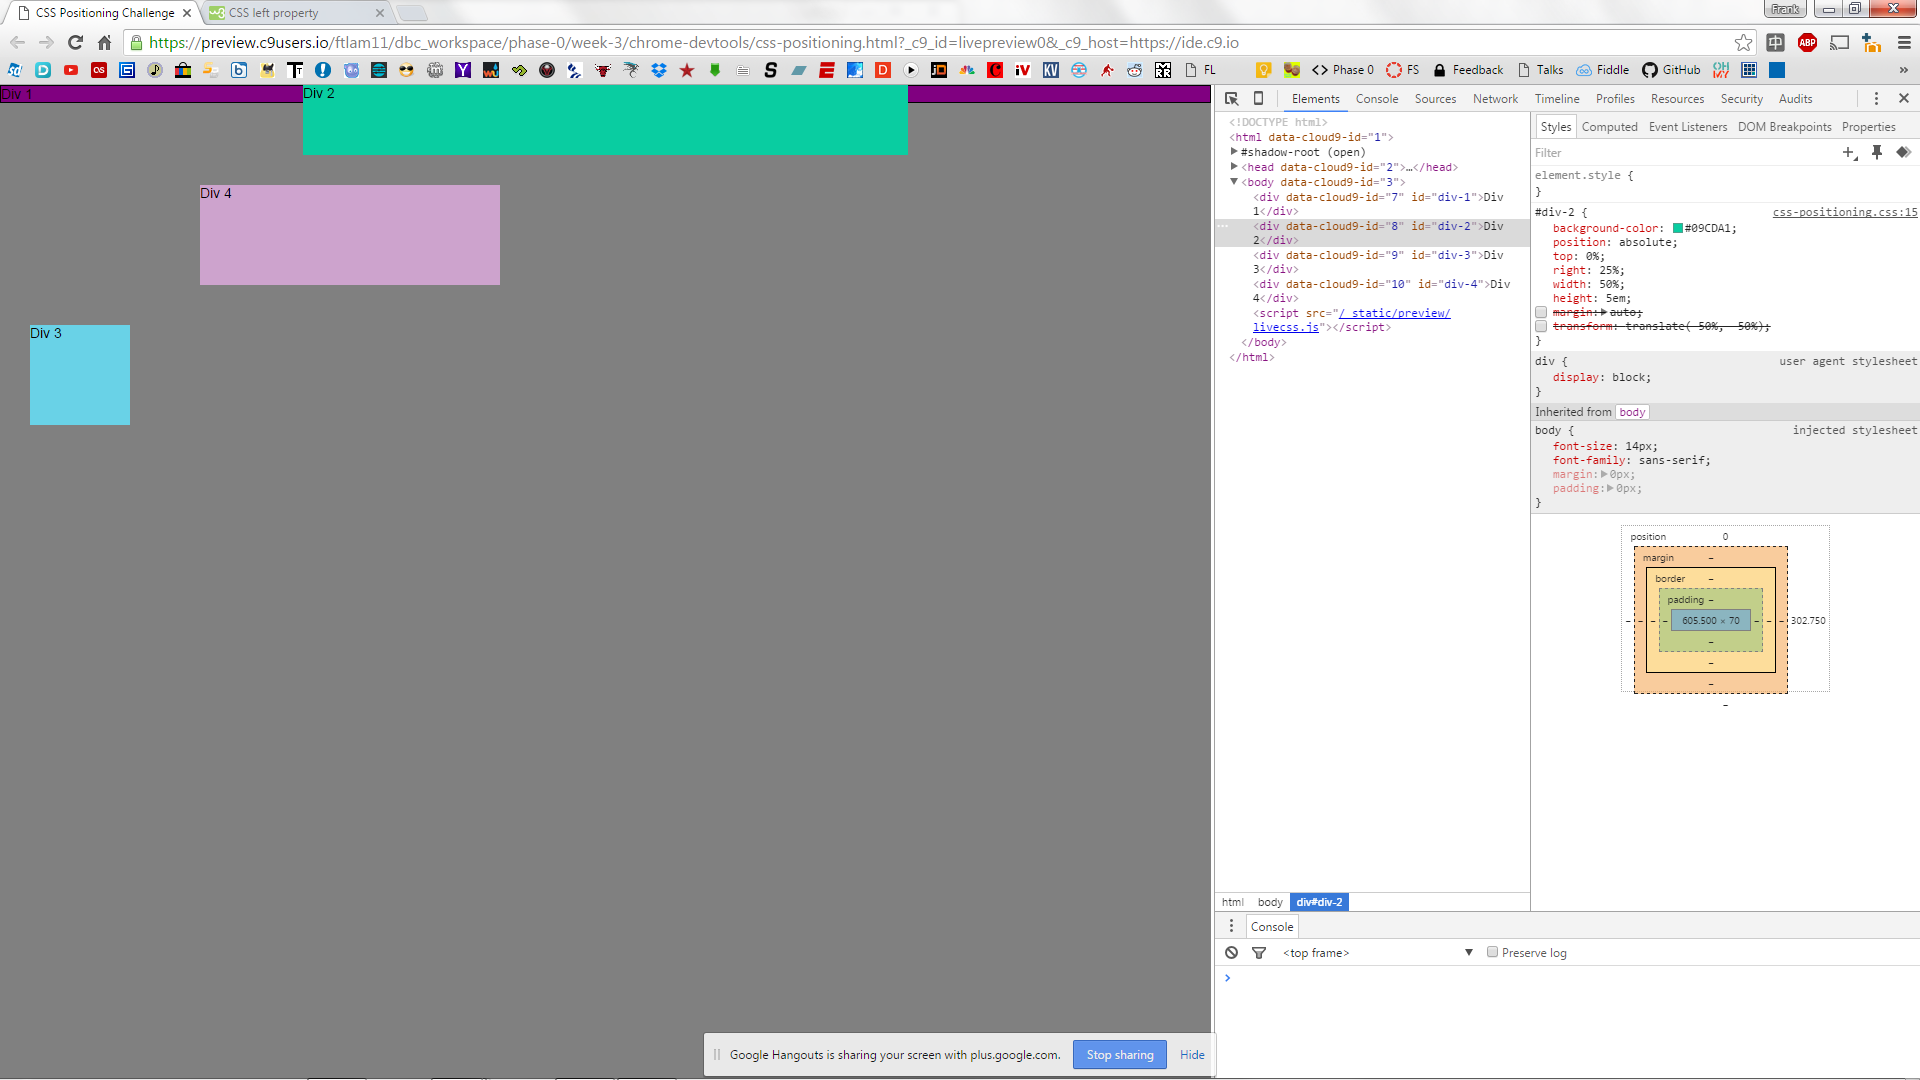 CSS Positioning Challenge
CSS left property
Frank
https://preview.c9users.io/ftlam11/dbc_workspace/phase-0/week-3/chrome-devtools/css-positioning.html?_c9_id=livepreview0&_c9_host=https://ide.c9.io
FL
Phase 0
FS
Feedback
Talks
Fiddle
GitHub
»
Div 1
Div 2
Div 4
Div 3
Elements Console Sources Network Timeline Profiles Resources Security Audits
<!DOCTYPE html>
<html data-cloud9-id="1">
#shadow-root (open)
<head data-cloud9-id="2">…</head>
<body data-cloud9-id="3">
<div data-cloud9-id="7" id="div-1">Div
1</div>
<div data-cloud9-id="8" id="div-2">Div
2</div>
<div data-cloud9-id="9" id="div-3">Div
3</div>
<div data-cloud9-id="10" id="div-4">Div
4</div>
<script src="/_static/preview/
livecss.js"></script>
</body>
</html>
html body div#div-2
Styles Computed Event Listeners DOM Breakpoints Properties
Filter
element.style {
}
#div-2 { css-positioning.css:15
background-color: #09CDA1;
position: absolute;
top: 0%;
right: 25%;
width: 50%;
height: 5em;
margin: auto;
transform: translate(-50%, -50%);
}
div { user agent stylesheet
display: block;
}
Inherited from body
body { injected stylesheet
font-size: 14px;
font-family: sans-serif;
margin: 0px;
padding: 0px;
}
position 0
margin -
border -
padding -
605.500 × 70
302.750
Console
<top frame>
Preserve log
Google Hangouts is sharing your screen with plus.google.com. Stop sharing Hide